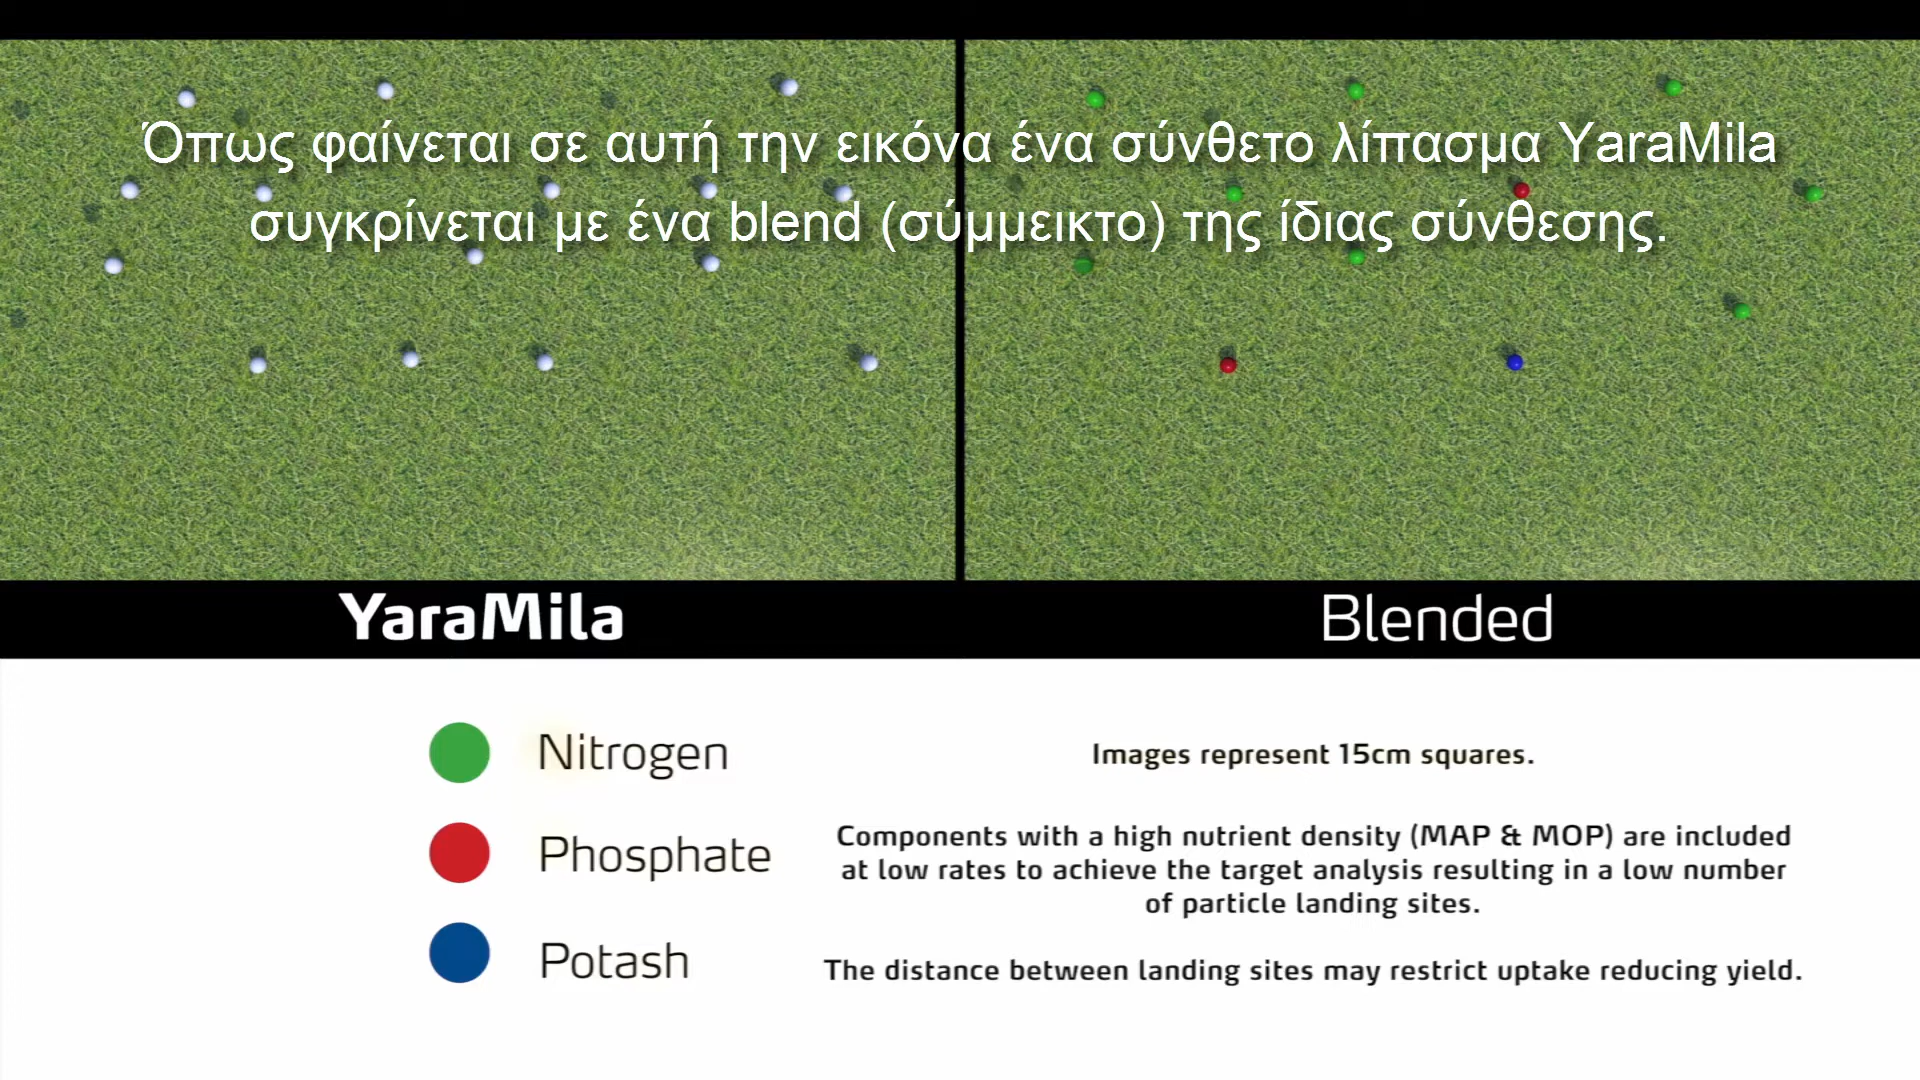 Όπως φαίνεται σε αυτή την εικόνα ένα σύνθετο λίπασμα YaraMila
συγκρίνεται με ένα blend (σύμμεικτο) της ίδιας σύνθεσης.
YaraMila
Blended
Nitrogen
Phosphate
Potash
Images represent 15cm squares.
Components with a high nutrient density (MAP & MOP) are included
at low rates to achieve the target analysis resulting in a low number
of particle landing sites.
The distance between landing sites may restrict uptake reducing yield.